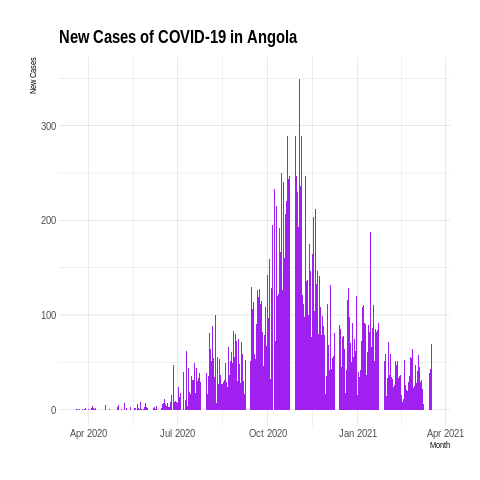 New Cases of COVID-19 in Angola
New Cases
300
200
100
0
Apr 2020 Jul 2020 Oct 2020 Jan 2021 Apr 2021
Month